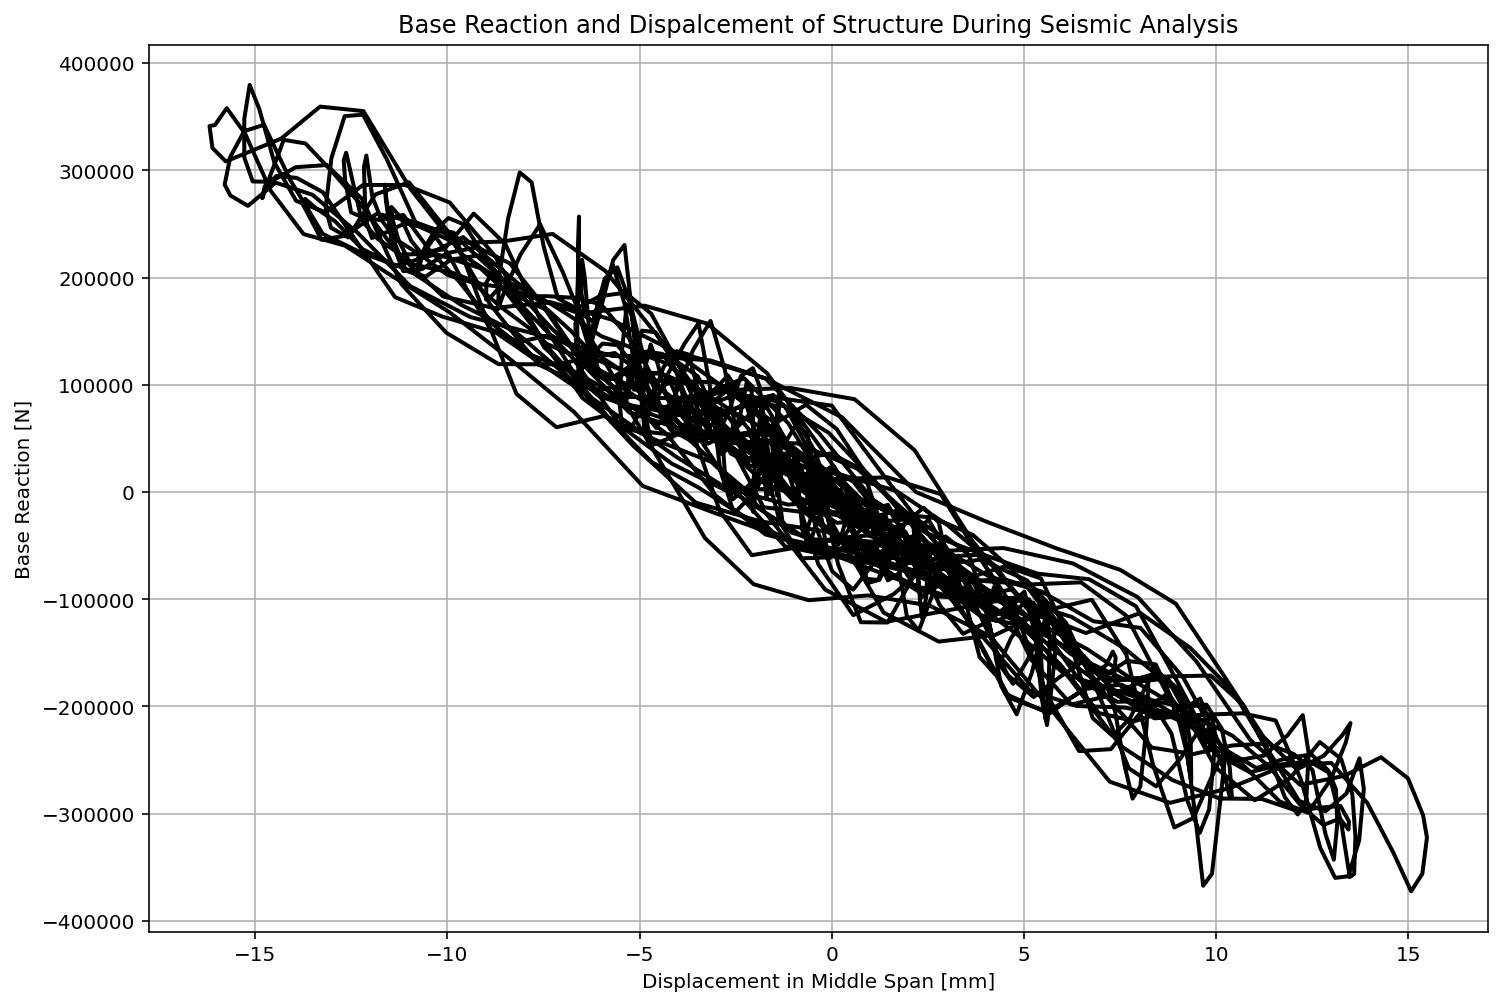 Base Reaction and Dispalcement of Structure During Seismic Analysis
400000
300000
200000
100000
0
−100000
−200000
−300000
−400000
Base Reaction [N]
−15 −10 −5 0 5 10 15
Displacement in Middle Span [mm]